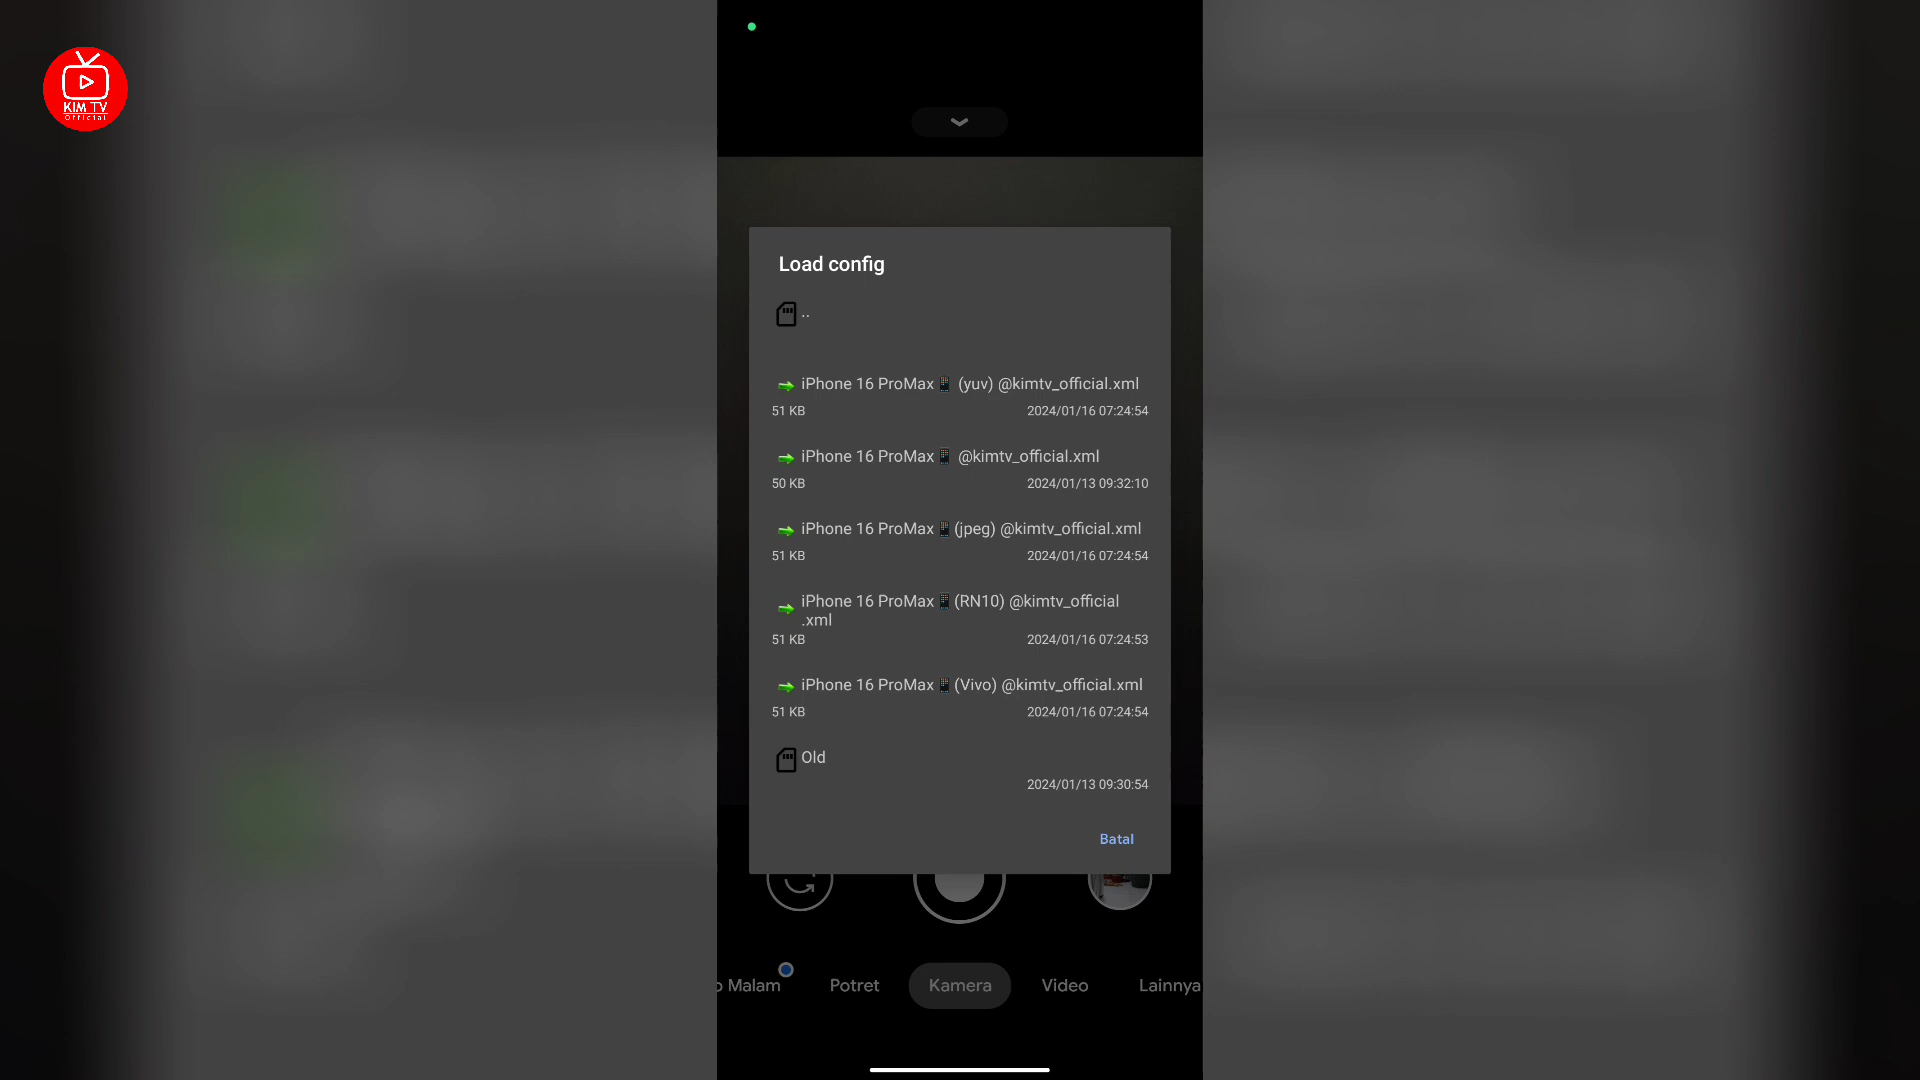 KIM TV
Official
Load config
..
iPhone 16 ProMax📱 (yuv) @kimtv_official.xml
51 KB 2024/01/16 07:24:54
iPhone 16 ProMax📱 @kimtv_official.xml
50 KB 2024/01/13 09:32:10
iPhone 16 ProMax📱(jpeg) @kimtv_official.xml
51 KB 2024/01/16 07:24:54
iPhone 16 ProMax📱(RN10) @kimtv_official
.xml
51 KB 2024/01/16 07:24:53
iPhone 16 ProMax📱(Vivo) @kimtv_official.xml
51 KB 2024/01/16 07:24:54
Old
2024/01/13 09:30:54
Batal
o Malam Potret Kamera Video Lainnya